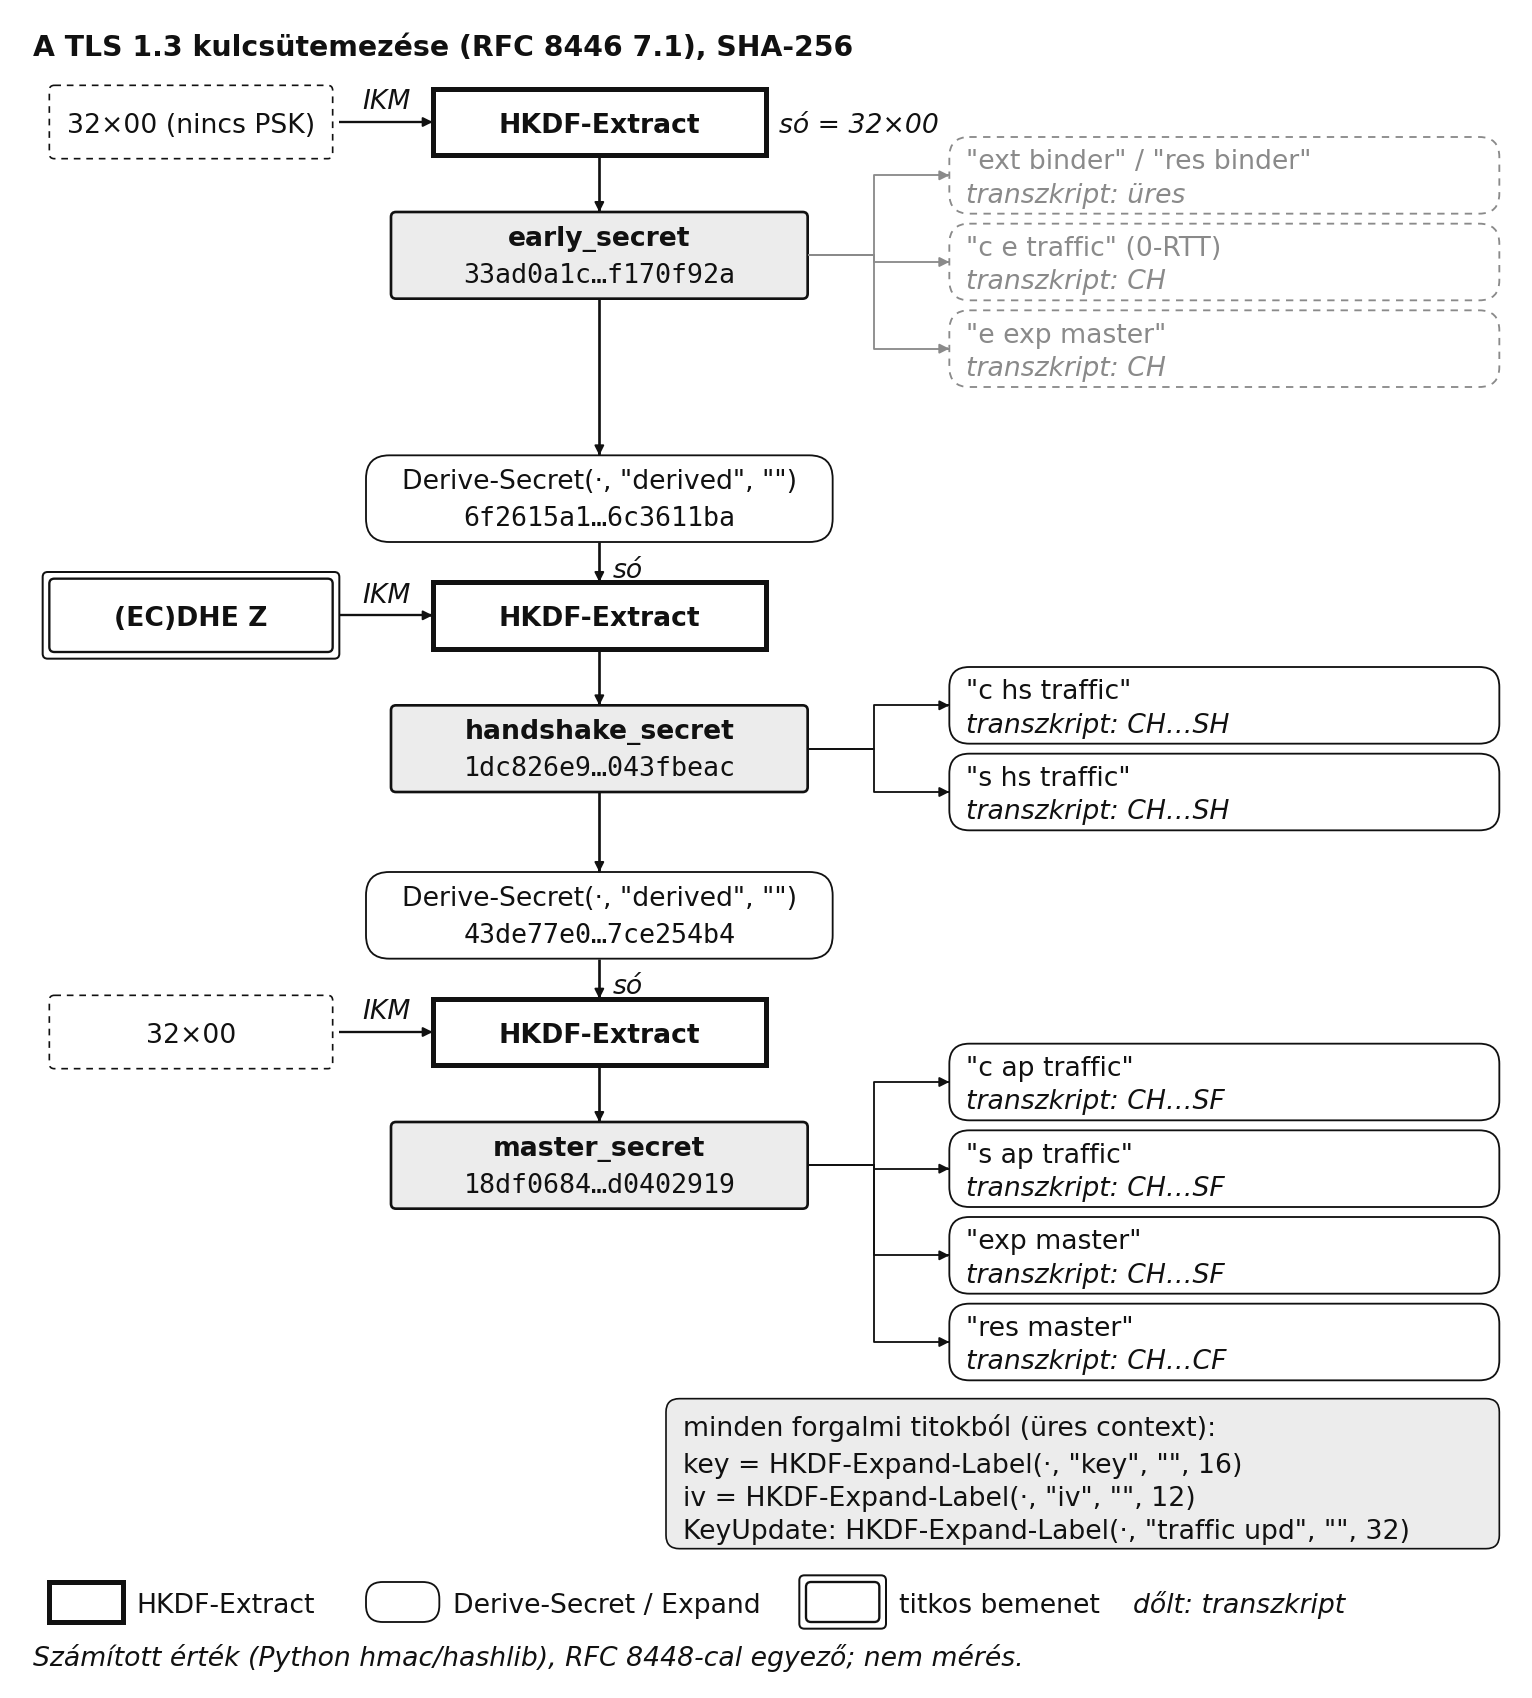 A TLS 1.3 kulcsütemezése (RFC 8446 7.1), SHA-256
32×00 (nincs PSK)
IKM
HKDF-Extract
só = 32×00
"ext binder" / "res binder"
transzkript: üres
early_secret
33ad0a1c…f170f92a
"c e traffic" (0-RTT)
transzkript: CH
"e exp master"
transzkript: CH
Derive-Secret(·, "derived", "")
6f2615a1…6c3611ba
só
(EC)DHE Z
IKM
HKDF-Extract
handshake_secret
1dc826e9…043fbeac
"c hs traffic"
transzkript: CH…SH
"s hs traffic"
transzkript: CH…SH
Derive-Secret(·, "derived", "")
43de77e0…7ce254b4
só
32×00
IKM
HKDF-Extract
master_secret
18df0684…d0402919
"c ap traffic"
transzkript: CH…SF
"s ap traffic"
transzkript: CH…SF
"exp master"
transzkript: CH…SF
"res master"
transzkript: CH…CF
minden forgalmi titokból (üres context):
key = HKDF-Expand-Label(·, "key", "", 16)
iv = HKDF-Expand-Label(·, "iv", "", 12)
KeyUpdate: HKDF-Expand-Label(·, "traffic upd", "", 32)
HKDF-Extract
Derive-Secret / Expand
titkos bemenet
dőlt: transzkript
Számított érték (Python hmac/hashlib), RFC 8448-cal egyező; nem mérés.